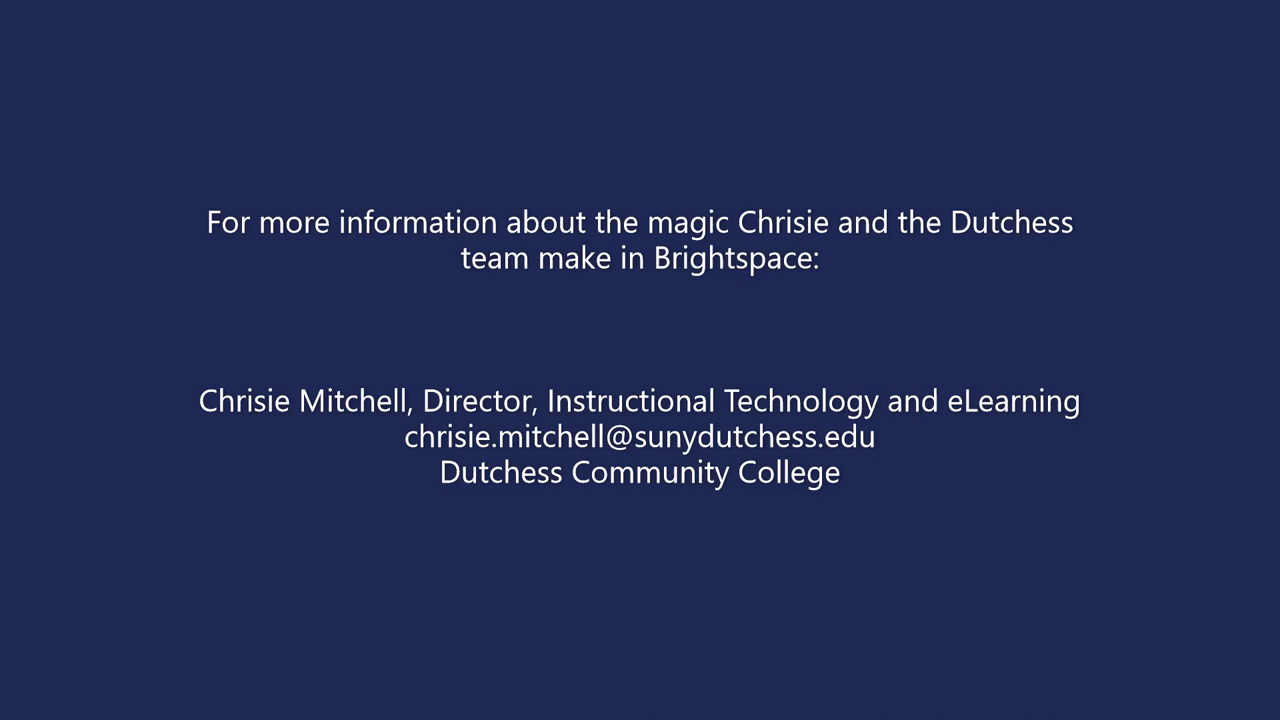 For more information about the magic Chrisie and the Dutchess
team make in Brightspace:
Chrisie Mitchell, Director, Instructional Technology and eLearning
chrisie.mitchell@sunydutchess.edu
Dutchess Community College